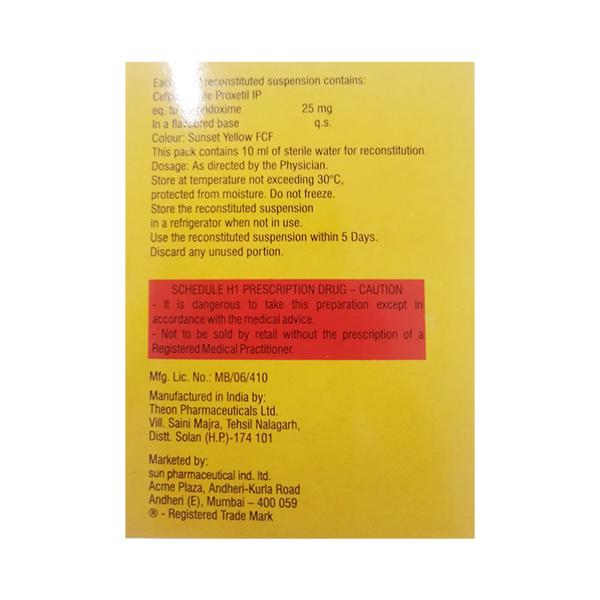 Each reconstituted suspension contains:
Proxetil IP
eq. to 25 mg
In a flavoured base q.s.
Colour: Sunset Yellow FCF
This pack contains 10 ml of sterile water for reconstitution.
Dosage: As directed by the Physician.
Store at temperature not exceeding 30°C,
protected from moisture. Do not freeze.
Store the reconstituted suspension
in a refrigerator when not in use.
Use the reconstituted suspension within 5 Days.
Discard any unused portion.
SCHEDULE H1 PRESCRIPTION DRUG – CAUTION
- It is dangerous to take this preparation except in
accordance with the medical advice.
- Not to be sold by retail without the prescription of a
Registered Medical Practitioner.
Mfg. Lic. No.: MB/06/410
Manufactured in India by:
Theon Pharmaceuticals Ltd.
Vill. Saini Majra, Tehsil Nalagarh,
Distt. Solan (H.P.)-174 101
Marketed by:
sun pharmaceutical ind. ltd.
Acme Plaza, Andheri-Kurla Road
Andheri (E), Mumbai – 400 059
® - Registered Trade Mark